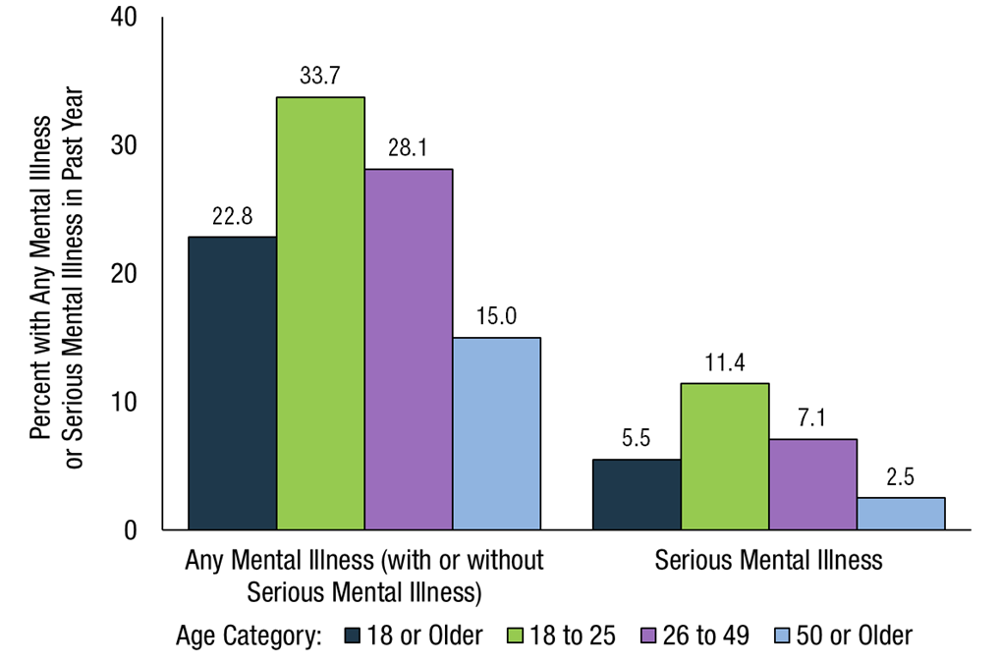 Percent with Any Mental Illness
or Serious Mental Illness in Past Year
40
30
20
10
0
22.8
33.7
28.1
15.0
5.5
11.4
7.1
2.5
Any Mental Illness (with or without
Serious Mental Illness)
Serious Mental Illness
Age Category: 18 or Older 18 to 25 26 to 49 50 or Older